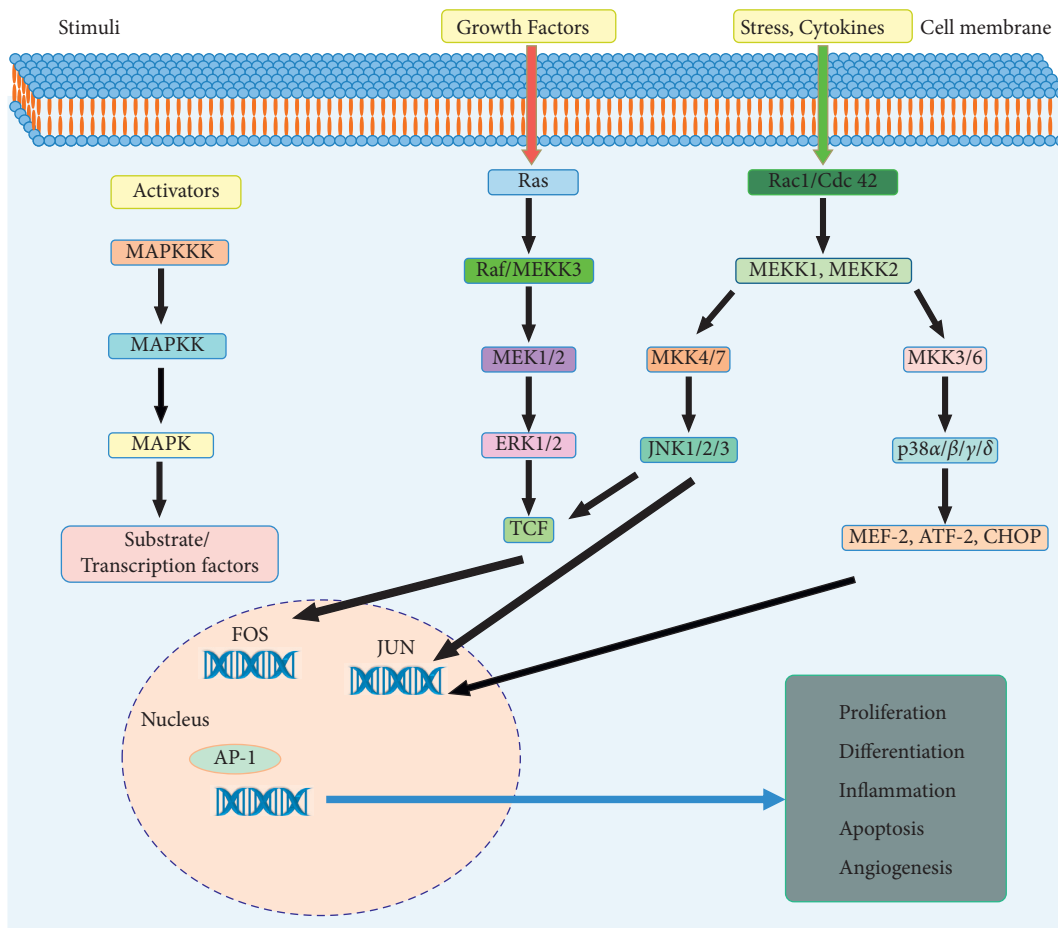 Stimuli
Growth Factors
Stress, Cytokines
Cell membrane
Activators
Ras
Rac1/Cdc 42
MAPKKK
Raf/MEKK3
MEKK1, MEKK2
MAPKK
MEK1/2
MKK4/7
MKK3/6
MAPK
ERK1/2
JNK1/2/3
p38α/β/γ/δ
Substrate/
Transcription factors
TCF
MEF-2, ATF-2, CHOP
FOS
JUN
Nucleus
AP-1
Proliferation
Differentiation
Inflammation
Apoptosis
Angiogenesis